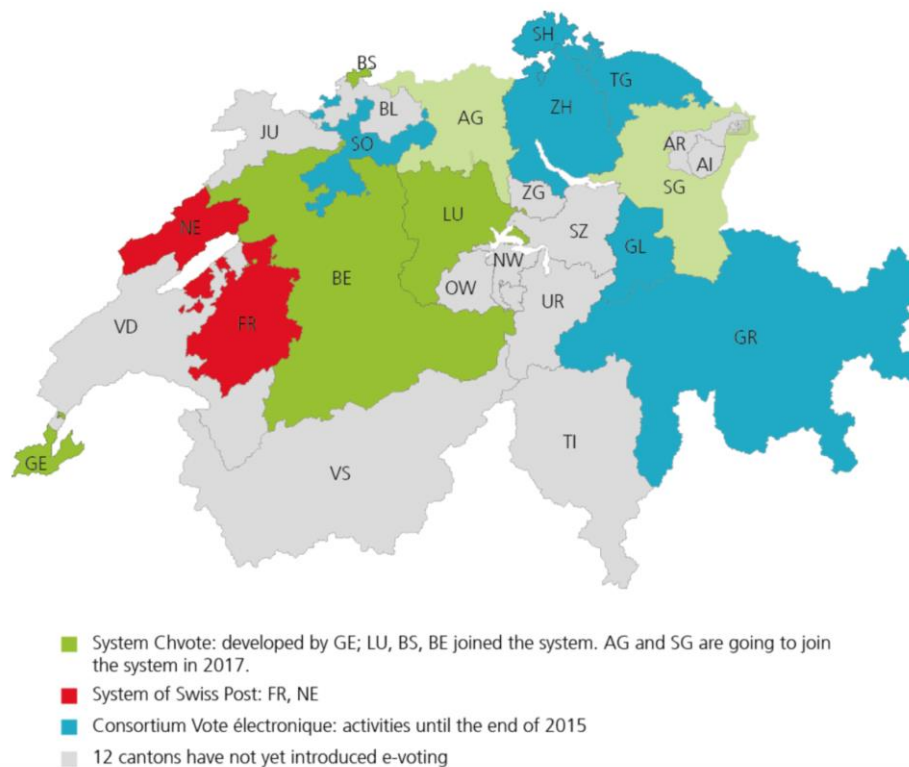 SH
BS
TG
BL
AG
ZH
JU
SO
AR
AI
ZG
SG
NE
LU
SZ
GL
NW
BE
OW
UR
VD
FR
GR
TI
GE
VS
System Chvote: developed by GE; LU, BS, BE joined the system. AG and SG are going to join
the system in 2017.
System of Swiss Post: FR, NE
Consortium Vote électronique: activities until the end of 2015
12 cantons have not yet introduced e-voting